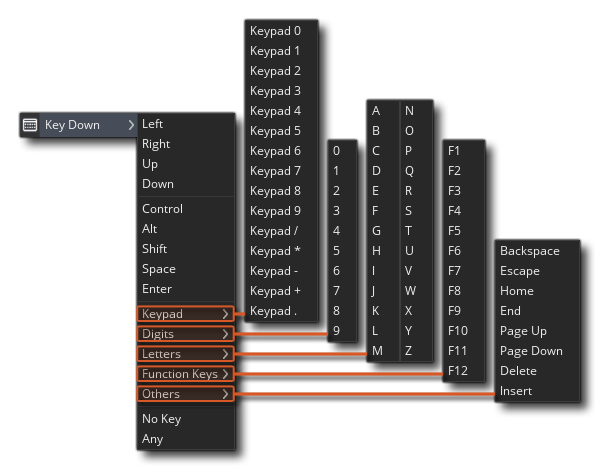 Key Down
Left
Right
Up
Down
Control
Alt
Shift
Space
Enter
Keypad
Digits
Letters
Function Keys
Others
No Key
Any
Keypad 0
Keypad 1
Keypad 2
Keypad 3
Keypad 4
Keypad 5
Keypad 6
Keypad 7
Keypad 8
Keypad 9
Keypad /
Keypad *
Keypad -
Keypad +
Keypad .
0
1
2
3
4
5
6
7
8
9
A N
B O
C P
D Q
E R
F S
G T
H U
I V
J W
K X
L Y
M Z
F1
F2
F3
F4
F5
F6
F7
F8
F9
F10
F11
F12
Backspace
Escape
Home
End
Page Up
Page Down
Delete
Insert